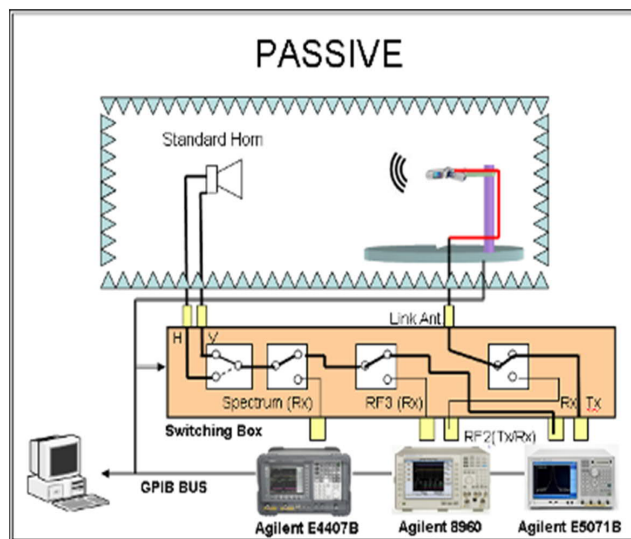 PASSIVE
Standard Horn
Link Ant.
H V
Spectrum (Rx)
RF3 (Rx)
Rx Tx
Switching Box
RF2(Tx/Rx)
GPIB BUS
Agilent E4407B
Agilent 8960
Agilent E5071B